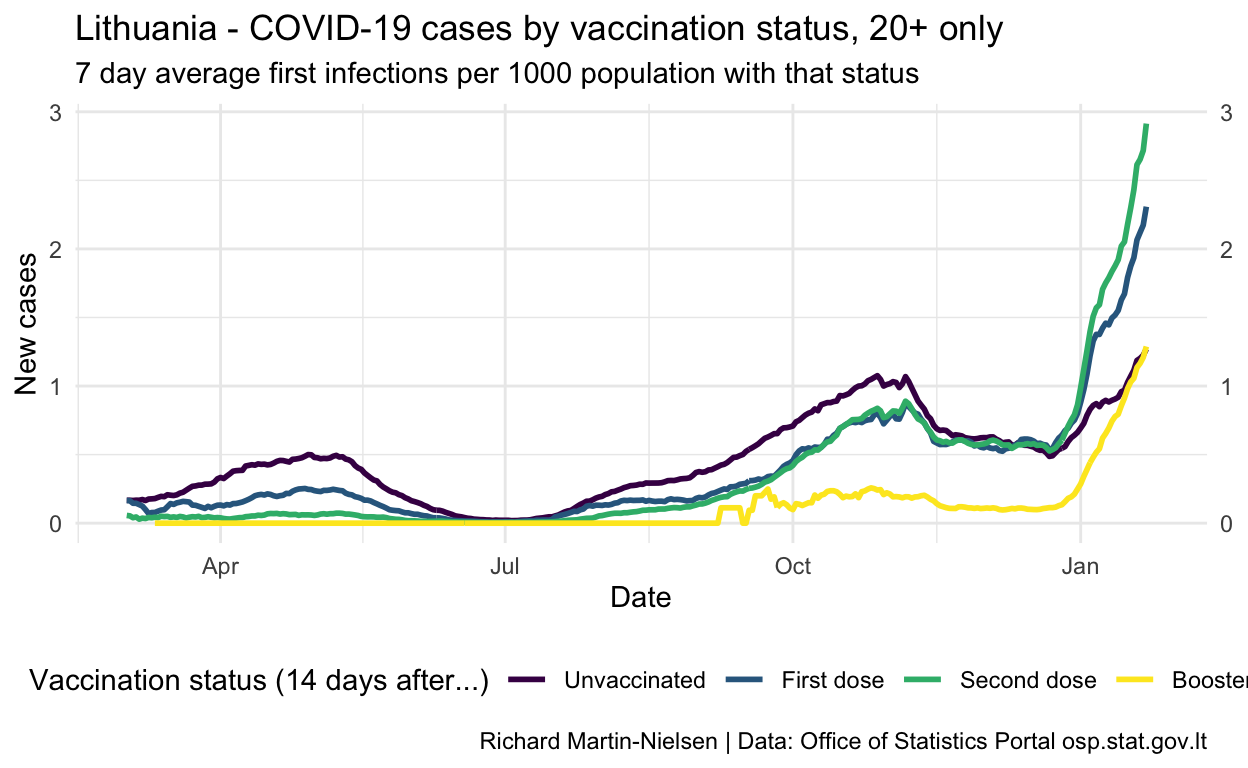 Lithuania - COVID-19 cases by vaccination status, 20+ only
7 day average first infections per 1000 population with that status
3 3
2 2
1 1
0 0
New cases
Apr Jul Oct Jan
Date
Vaccination status (14 days after...) Unvaccinated First dose Second dose Booster
Richard Martin-Nielsen | Data: Office of Statistics Portal osp.stat.gov.lt